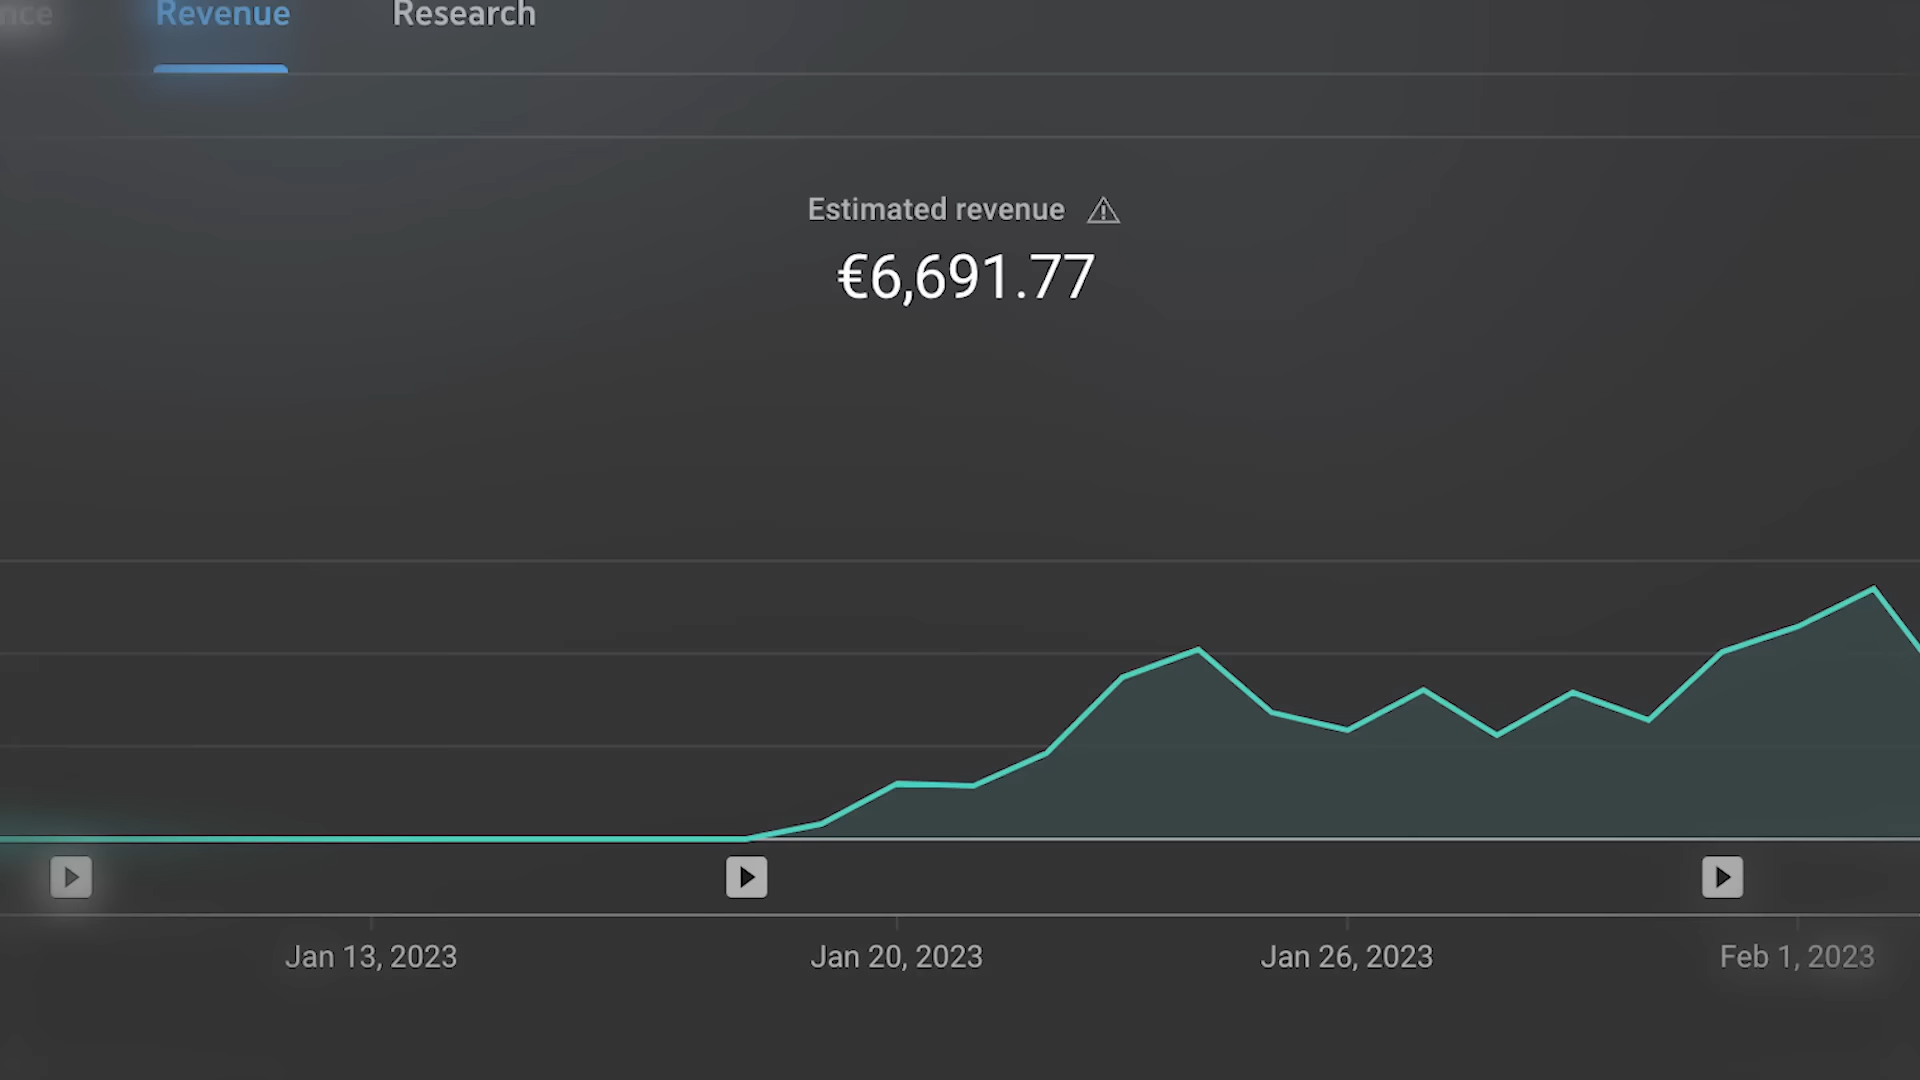 Revenue Research
Estimated revenue
€6,691.77
Jan 13, 2023 Jan 20, 2023 Jan 26, 2023 Feb 1, 2023